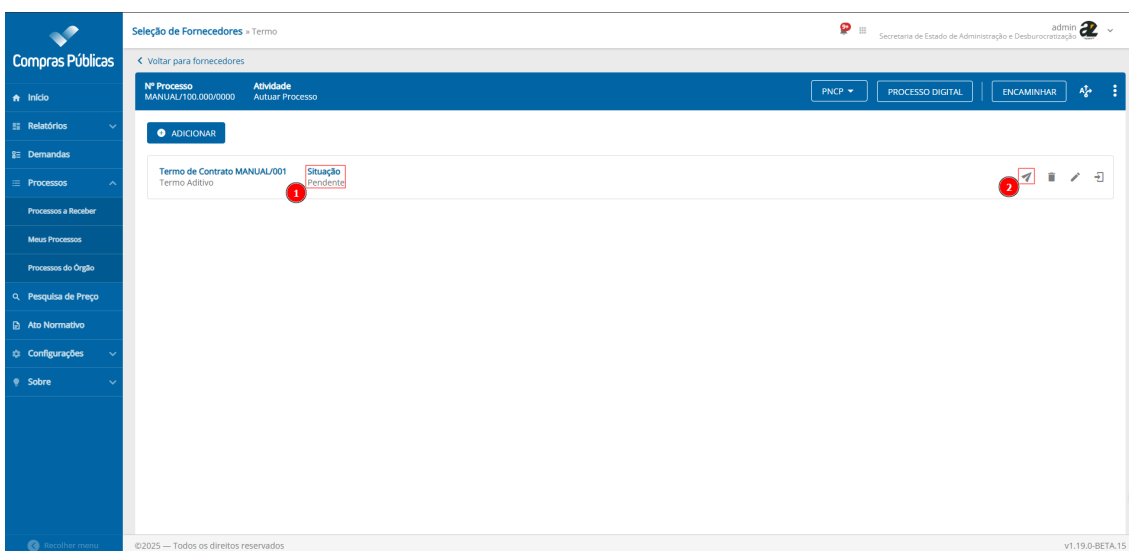 Compras Públicas
Início
Relatórios
Demandas
Processos
Processos a Receber
Meus Processos
Processos do Órgão
Pesquisa de Preço
Ato Normativo
Configurações
Sobre
Recolher menu
Seleção de Fornecedores » Termo
9+
admin
Secretaria de Estado de Administração e Desburocratização
Voltar para fornecedores
Nº Processo Atividade
MANUAL/100.000/0000 Autuar Processo
PNCP PROCESSO DIGITAL ENCAMINHAR
ADICIONAR
Termo de Contrato MANUAL/001 Situação
Termo Aditivo Pendente
1
2
©2025 — Todos os direitos reservados v1.19.0-BETA.15